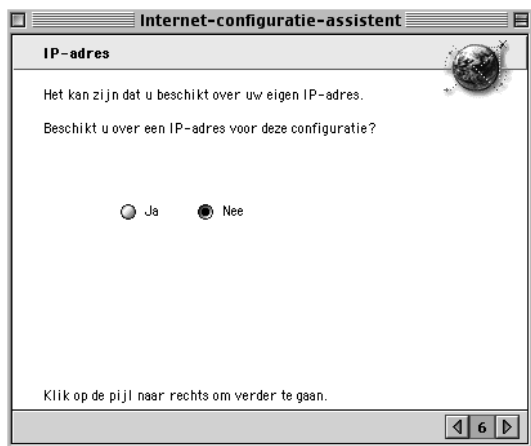 Internet-configuratie-assistent
IP-adres
Het kan zijn dat u beschikt over uw eigen IP-adres.
Beschikt u over een IP-adres voor deze configuratie?
Ja Nee
Klik op de pijl naar rechts om verder te gaan.
6